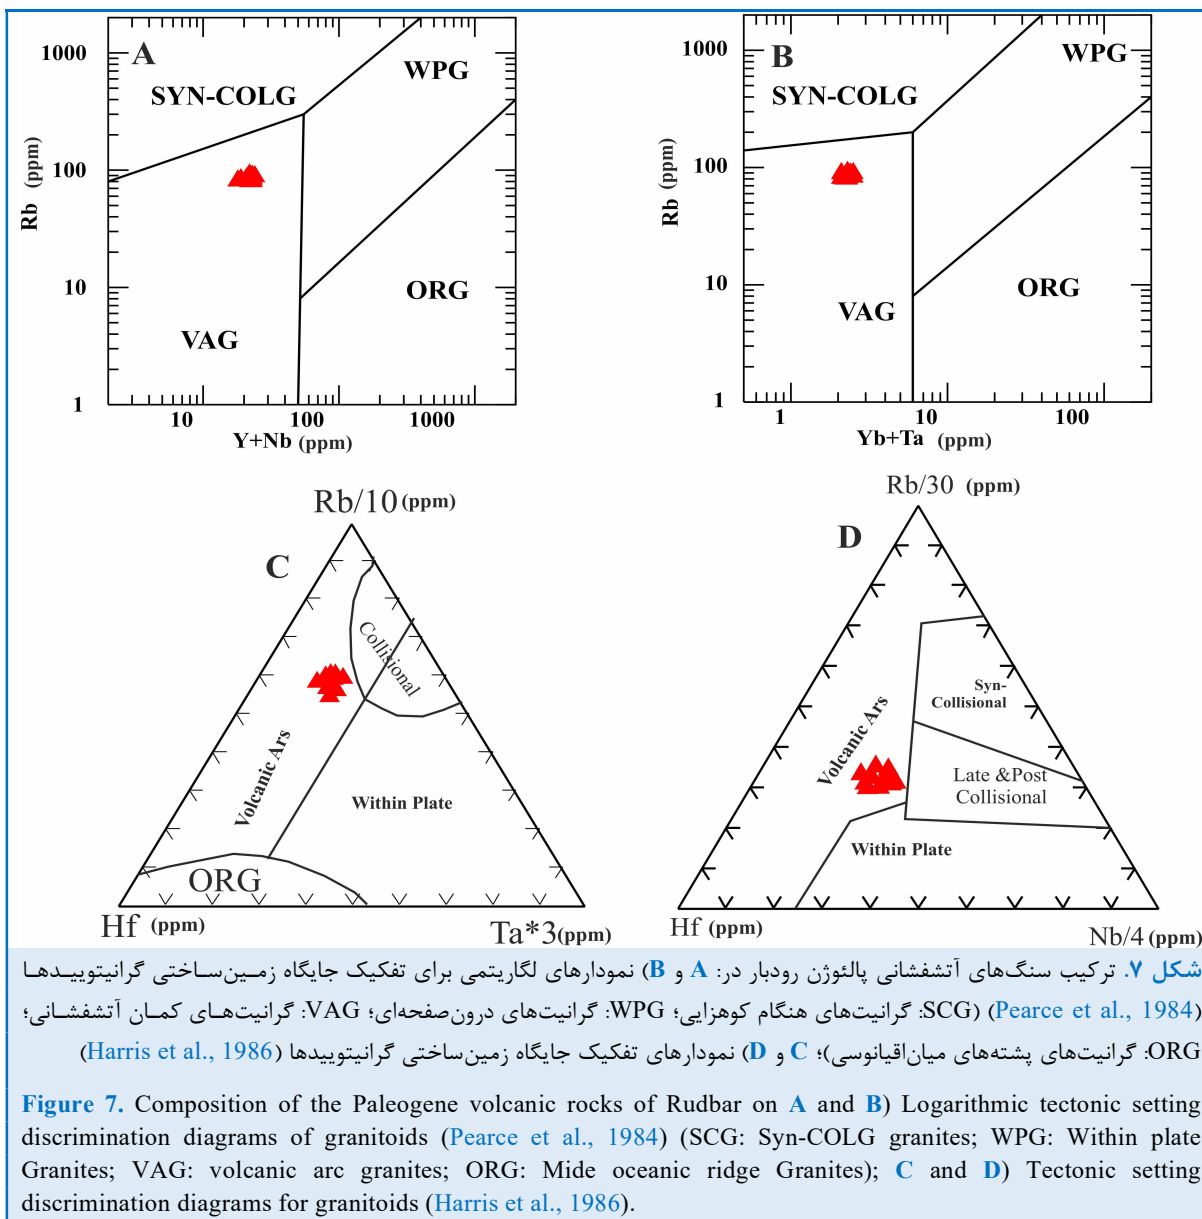 A
1000
100
10
1
Rb (ppm)
SYN-COLG
WPG
VAG
ORG
10
100
1000
Y+Nb (ppm)
B
1000
100
10
1
Rb (ppm)
SYN-COLG
WPG
VAG
ORG
1
10
100
Yb+Ta (ppm)
Rb/10 (ppm)
C
Collisional
Volcanic Ars
Within Plate
ORG
Hf (ppm)
Ta*3(ppm)
Rb/30 (ppm)
D
Syn-
Collisional
Volcanic Ars
Late &Post
Collisional
Within Plate
Hf (ppm)
Nb/4 (ppm)
شکل ۷. ترکیب سنگ‌های آتشفشانی پالئوژن رودبار در: A و B) نمودارهای لگاریتمی برای تفکیک جایگاه زمین‌ساختی گرانیتوییدها
(Pearce et al., 1984) (SCG: گرانیت‌های هنگام کوهزایی؛ WPG: گرانیت‌های درون‌صفحه‌ای؛ VAG: گرانیت‌های کمان آتشفشانی؛
ORG: گرانیت‌های پشته‌های میان‌اقیانوسی)؛ C و D) نمودارهای تفکیک جایگاه زمین‌ساختی گرانیتوییدها (Harris et al., 1986)
Figure 7. Composition of the Paleogene volcanic rocks of Rudbar on A and B) Logarithmic tectonic setting
discrimination diagrams of granitoids (Pearce et al., 1984) (SCG: Syn-COLG granites; WPG: Within plate
Granites; VAG: volcanic arc granites; ORG: Mide oceanic ridge Granites); C and D) Tectonic setting
discrimination diagrams for granitoids (Harris et al., 1986).